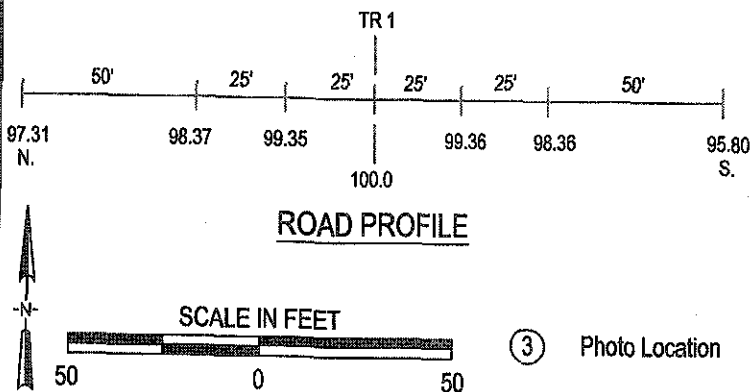 TR 1
50' 25' 25' 25' 25' 50'
97.31 98.37 99.35 99.36 98.36 95.80
N. S.
100.0
ROAD PROFILE
-N-
SCALE IN FEET
3 Photo Location
50 0 50